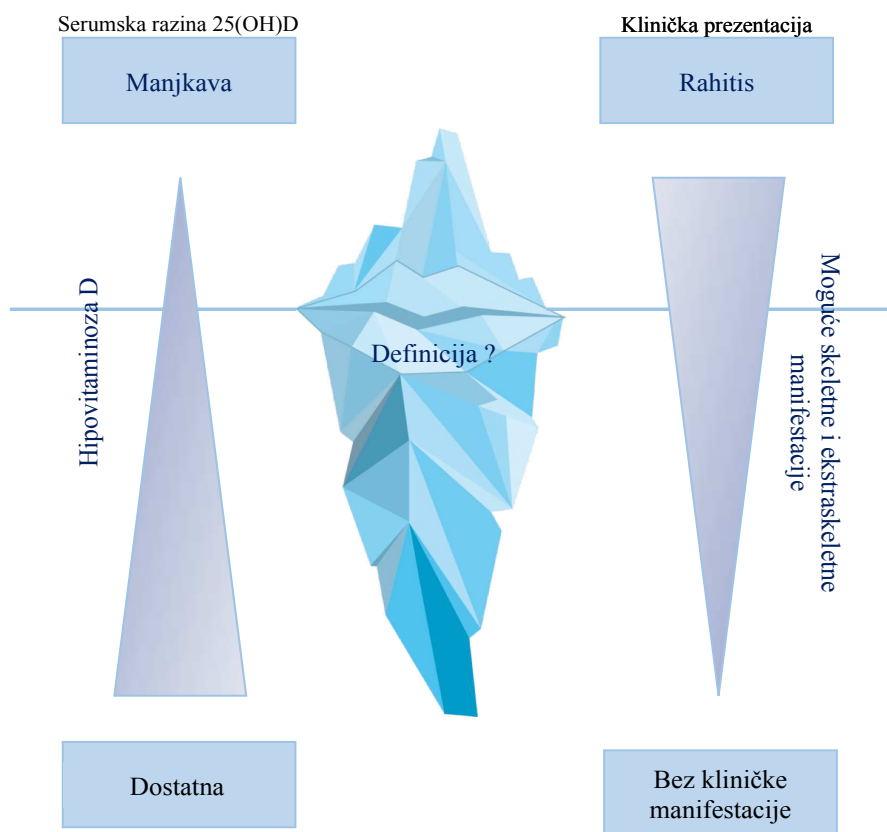 Serumska razina 25(OH)D
Klinička prezentacija
Manjkava
Rahitis
Hipovitaminoza D
Definicija ?
Moguće skeletne i ekstraskeletne
manifestacije
Dostatna
Bez kliničke
manifestacije